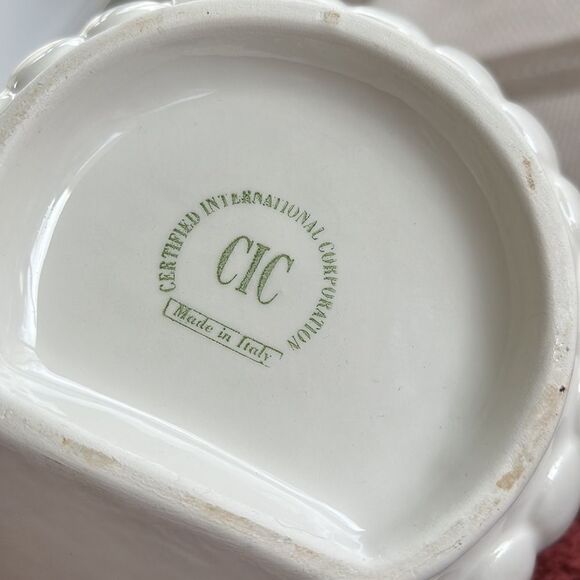 CERTIFIED INTERNATIONAL CORPORATION
CIC
Made in Italy